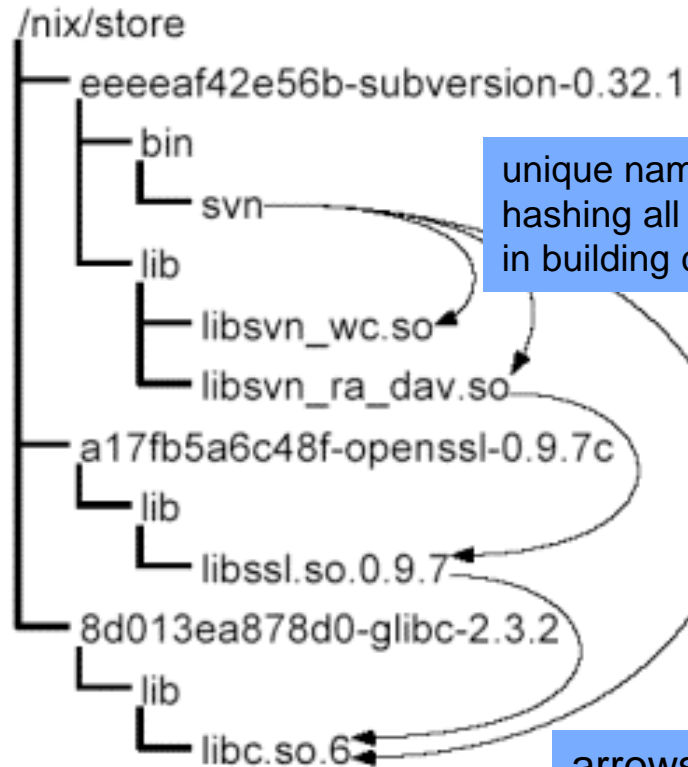 /nix/store
eeeeaf42e56b-subversion-0.32.1
bin
svn
unique nam
hashing all
in building c
lib
libsvn_wc.so
libsvn_ra_dav.so
a17fb5a6c48f-openssl-0.9.7c
lib
libssl.so.0.9.7
8d013ea878d0-glibc-2.3.2
lib
libc.so.6
arrows